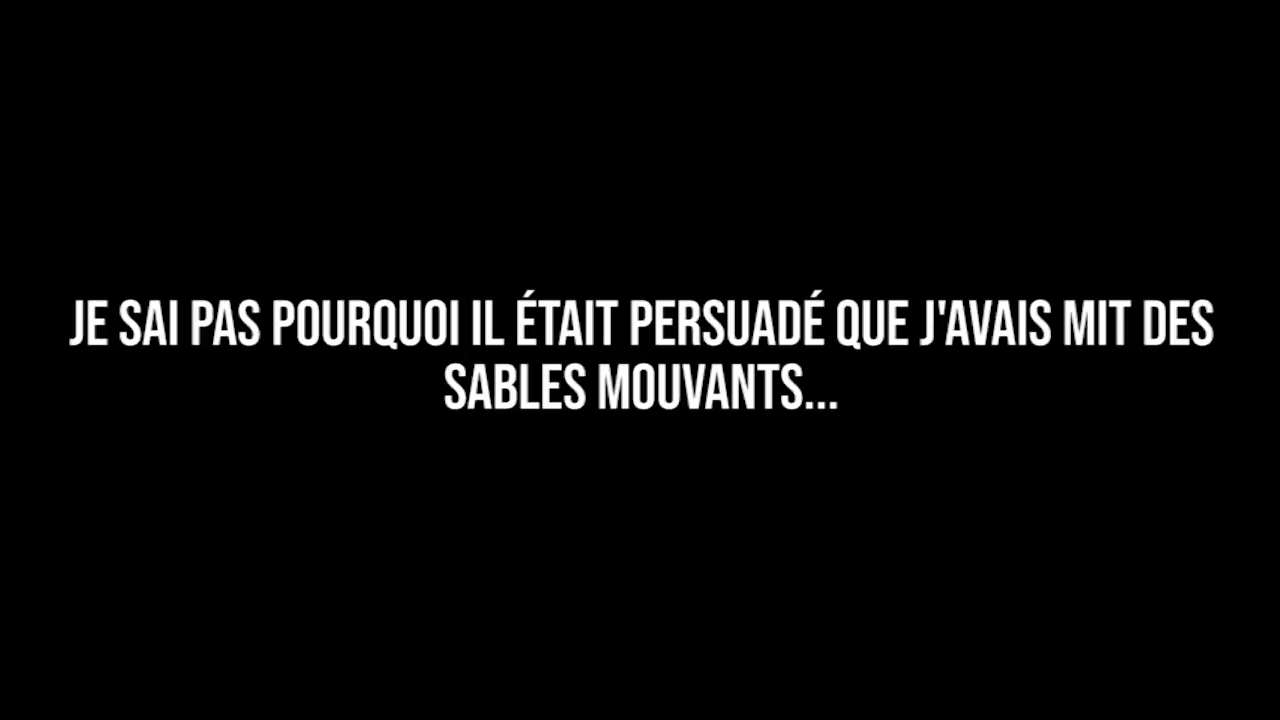 JE SAI PAS POURQUOI IL ÉTAIT PERSUADÉ QUE J'AVAIS MIT DES
SABLES MOUVANTS...